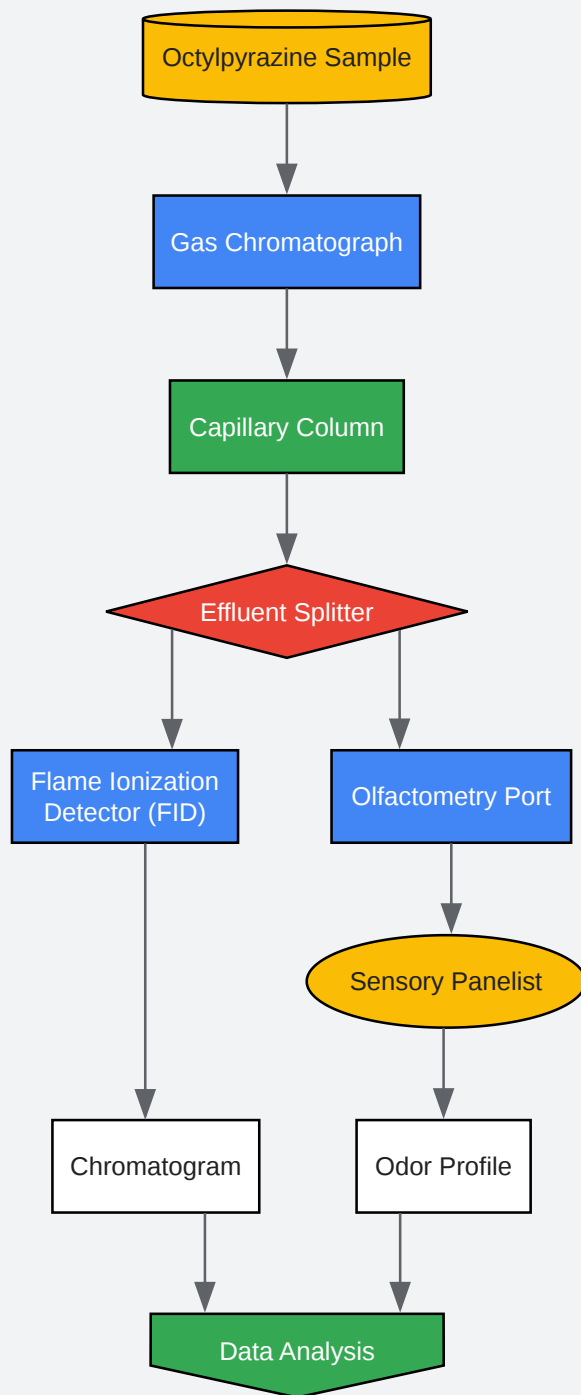 Octylpyrazine Sample
Gas Chromatograph
Capillary Column
Effluent Splitter
Flame Ionization
Detector (FID)
Olfactometry Port
Sensory Panelist
Chromatogram
Odor Profile
Data Analysis